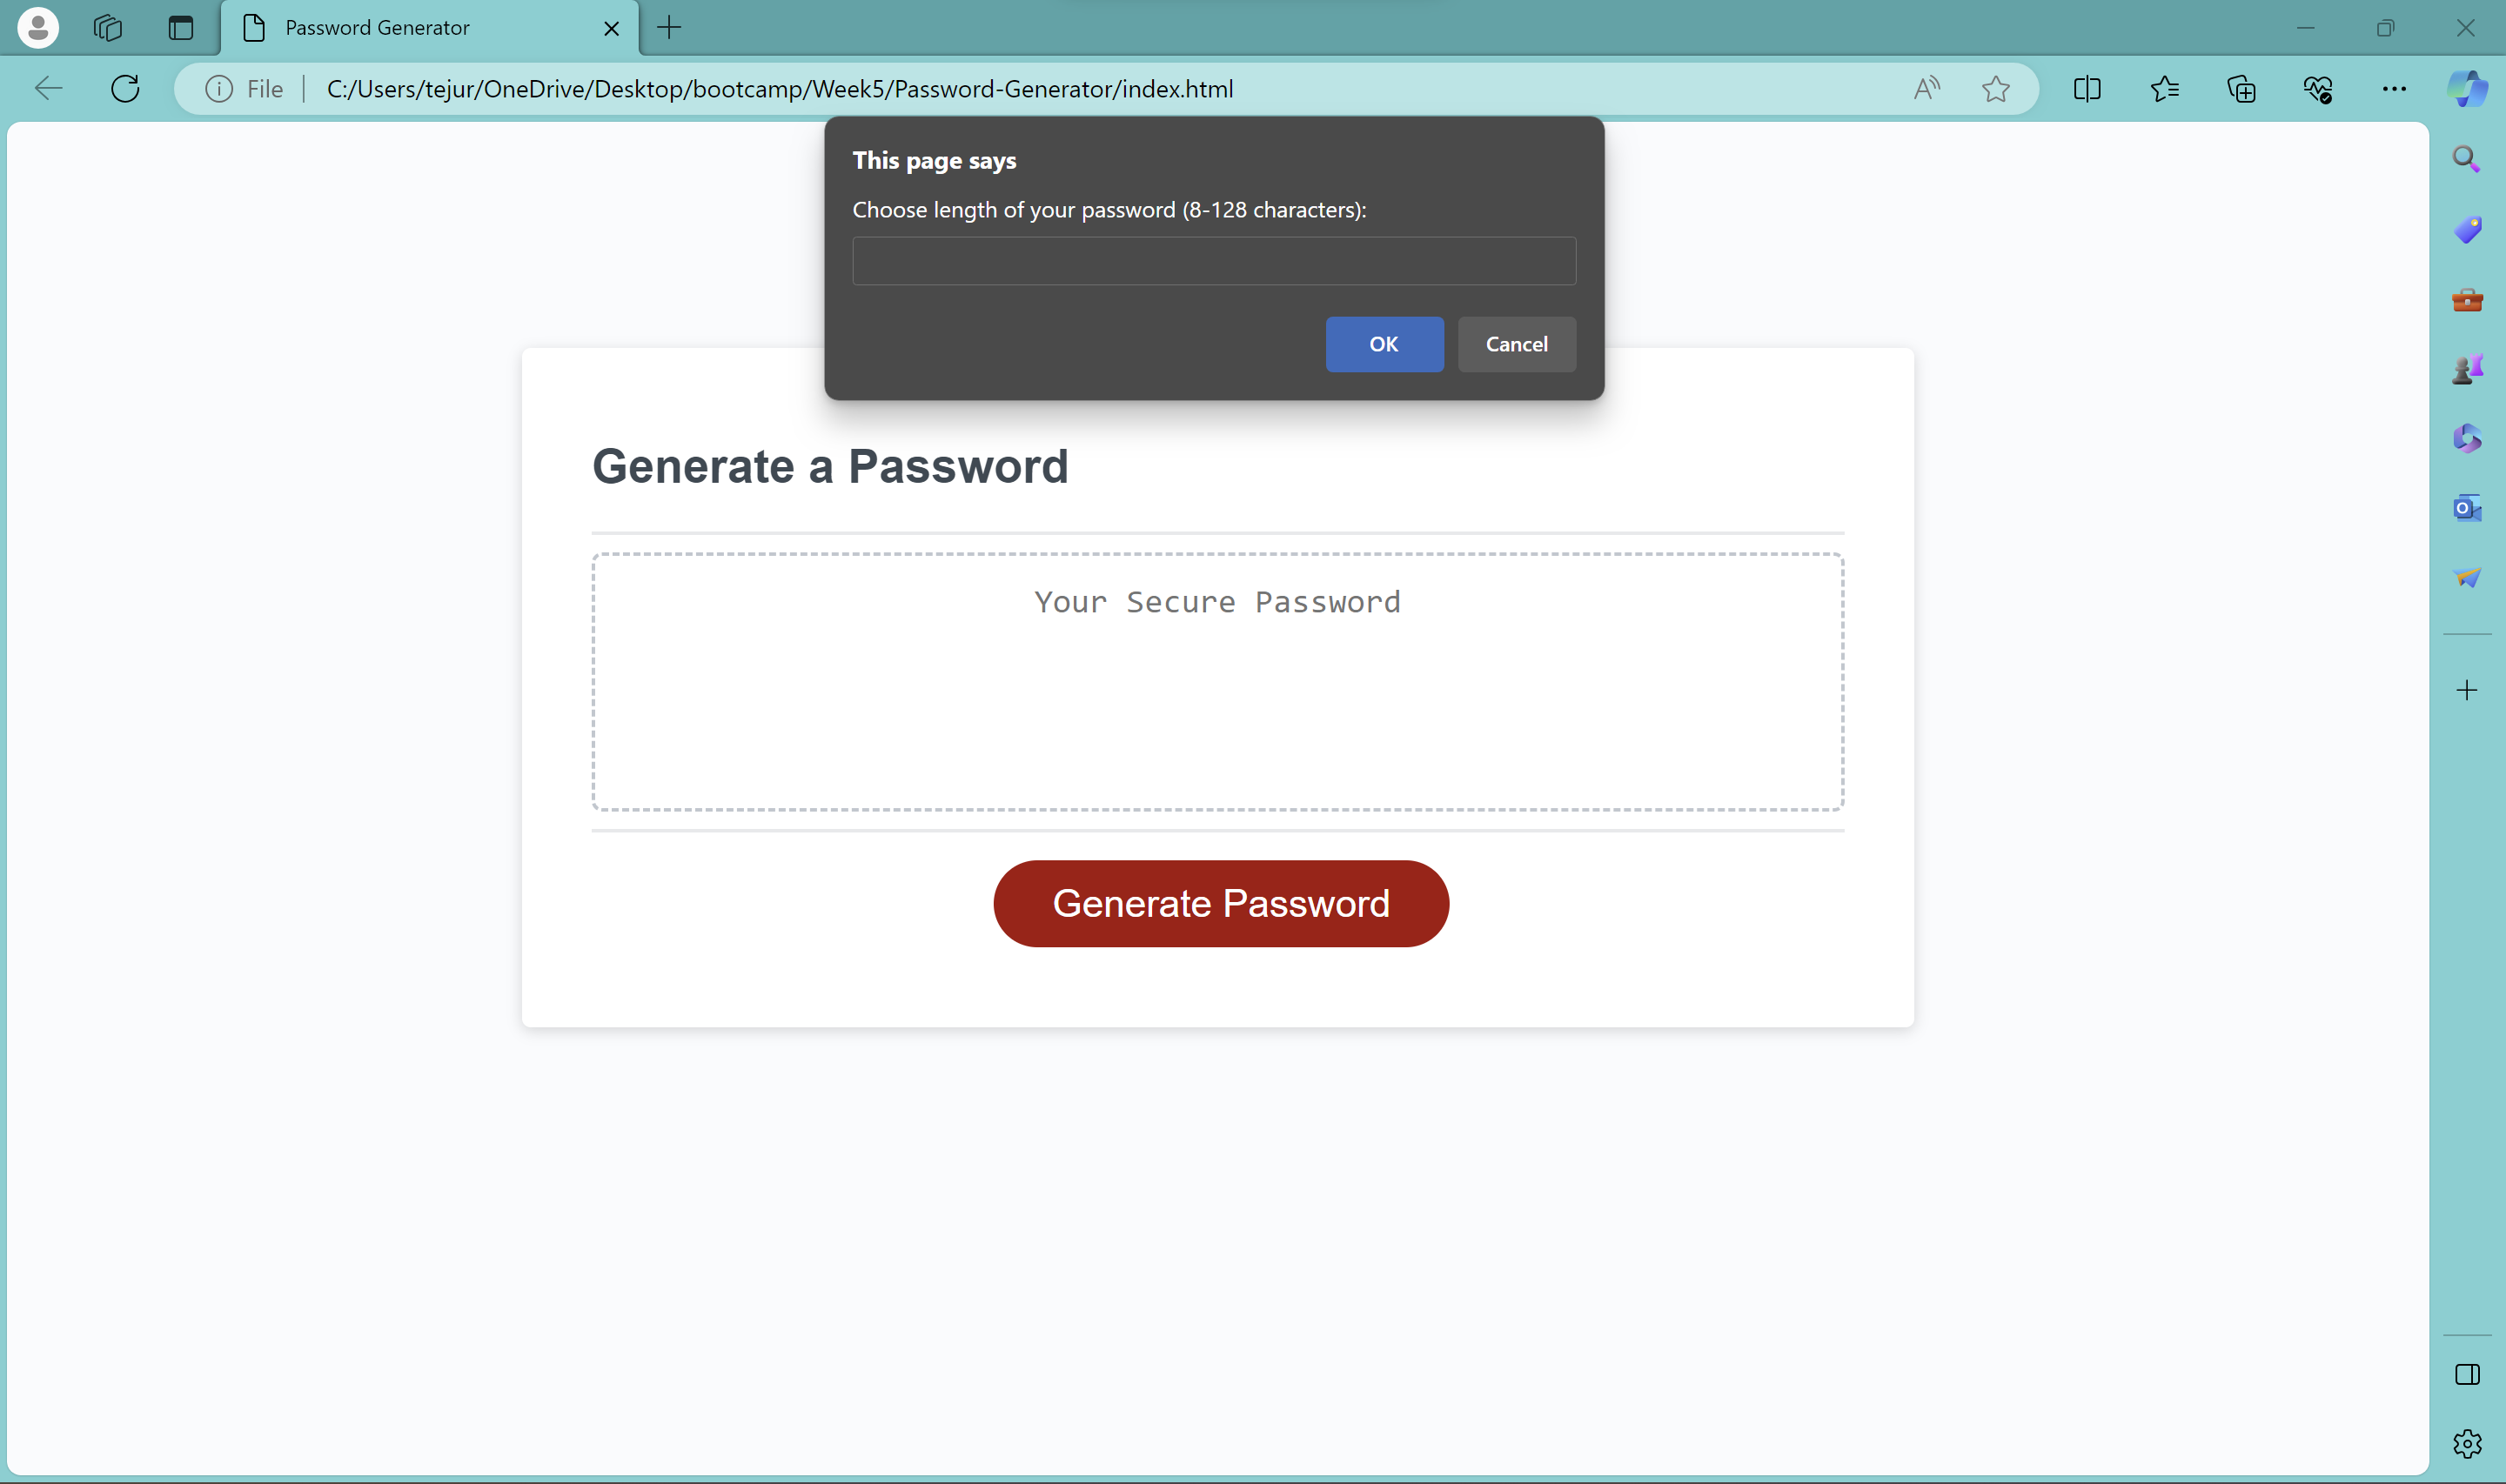 Password Generator
File
C:/Users/tejur/OneDrive/Desktop/bootcamp/Week5/Password-Generator/index.html
This page says
Choose length of your password (8-128 characters):
OK Cancel
Generate a Password
Your Secure Password
Generate Password